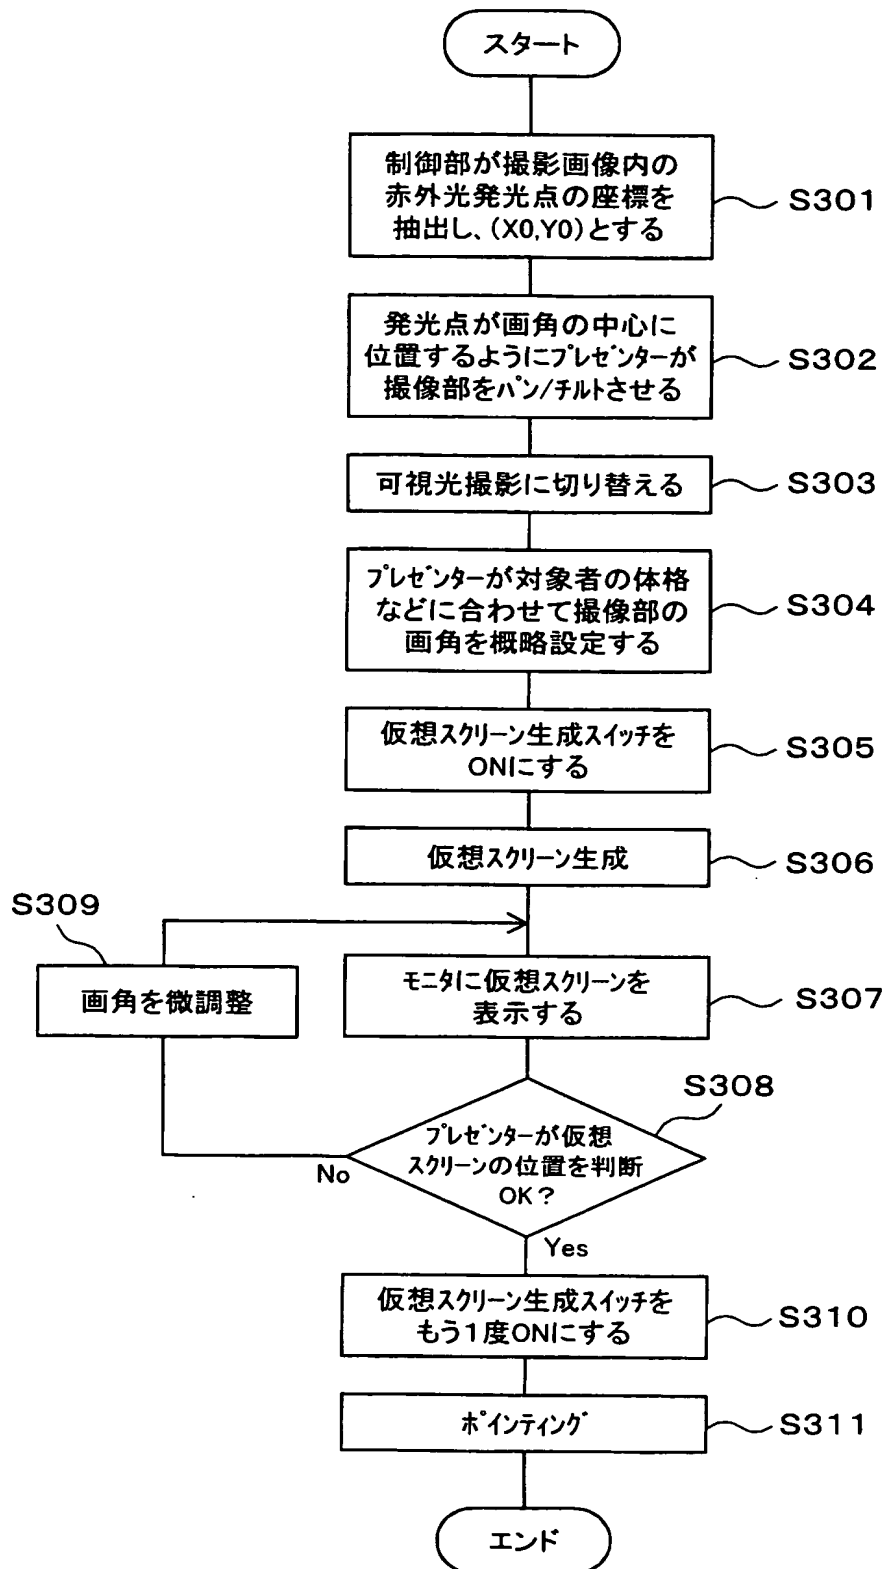 スタート
制御部が撮影画像内の
赤外光発光点の座標を
抽出し、(X0,Y0)とする
S301
発光点が画角の中心に
位置するようにプレゼンターが
撮像部をパン/チルトさせる
S302
可視光撮影に切り替える
S303
プレゼンターが対象者の体格
などに合わせて撮像部の
画角を概略設定する
S304
仮想スクリーン生成スイッチを
ONにする
S305
仮想スクリーン生成
S306
S309
画角を微調整
モニタに仮想スクリーンを
表示する
S307
S308
プレゼンターが仮想
スクリーンの位置を判断
OK?
No
Yes
仮想スクリーン生成スイッチを
もう1度ONにする
S310
ポインティング
S311
エンド